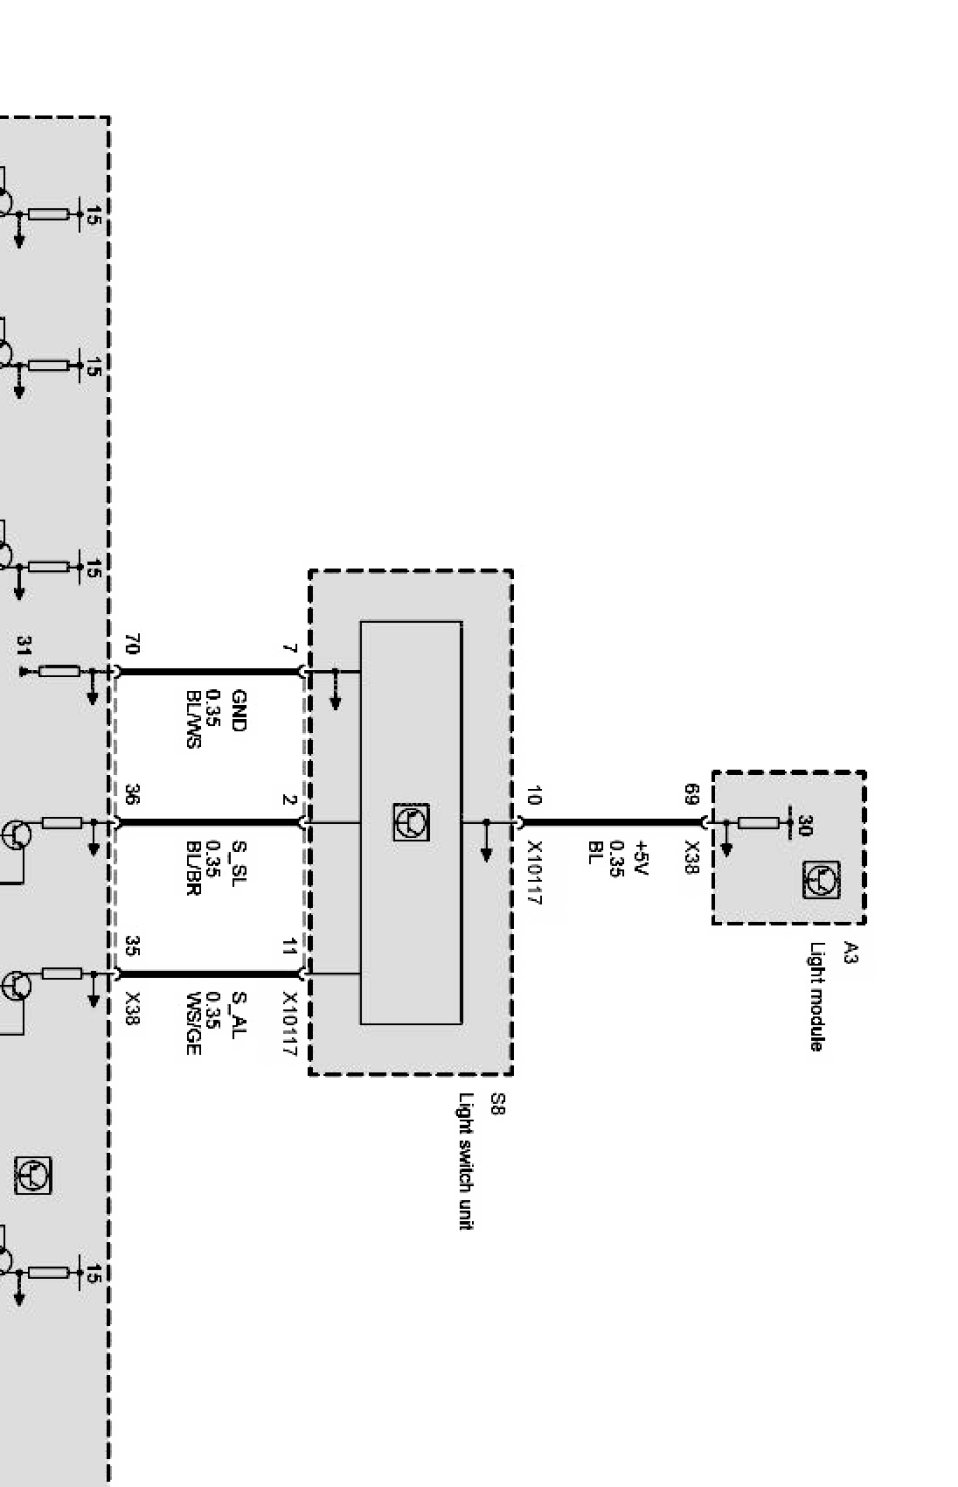 A3
Light module
30
69
X38
+5V
0.35
BL
10
X10117
S8
Light switch unit
7
2
11
X10117
GND
0.35
BL/WS
S_SL
0.35
BL/BR
S_AL
0.35
WS/GE
70
36
35
X38
15
15
15
31
15